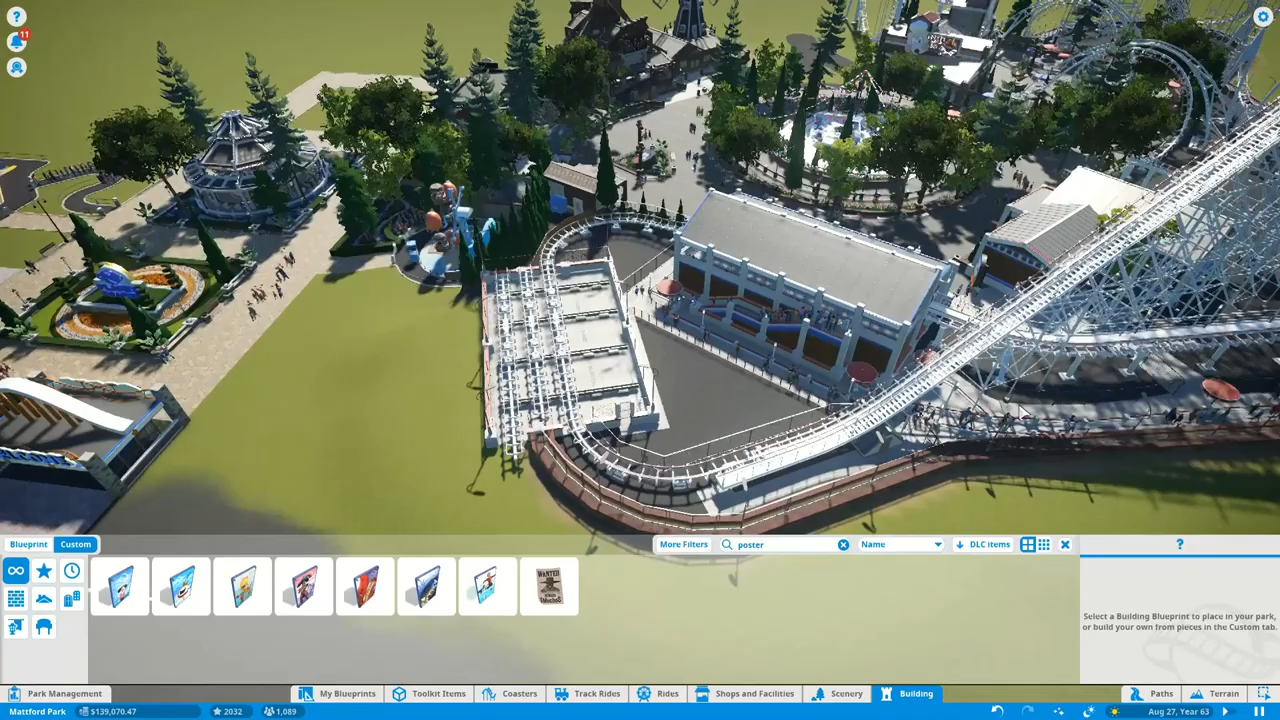 ?
11
Blueprint Custom More Filters poster Name DLC items ?
WANTED
Select a Building Blueprint to place in your park,
or build your own from pieces in the Custom tab.
Park Management My Blueprints Toolkit Items Coasters Track Rides Rides Shops and Facilities Scenery Building Paths Terrain
Mattford Park $139,070.47 2032 1,089 Aug 27, Year 63